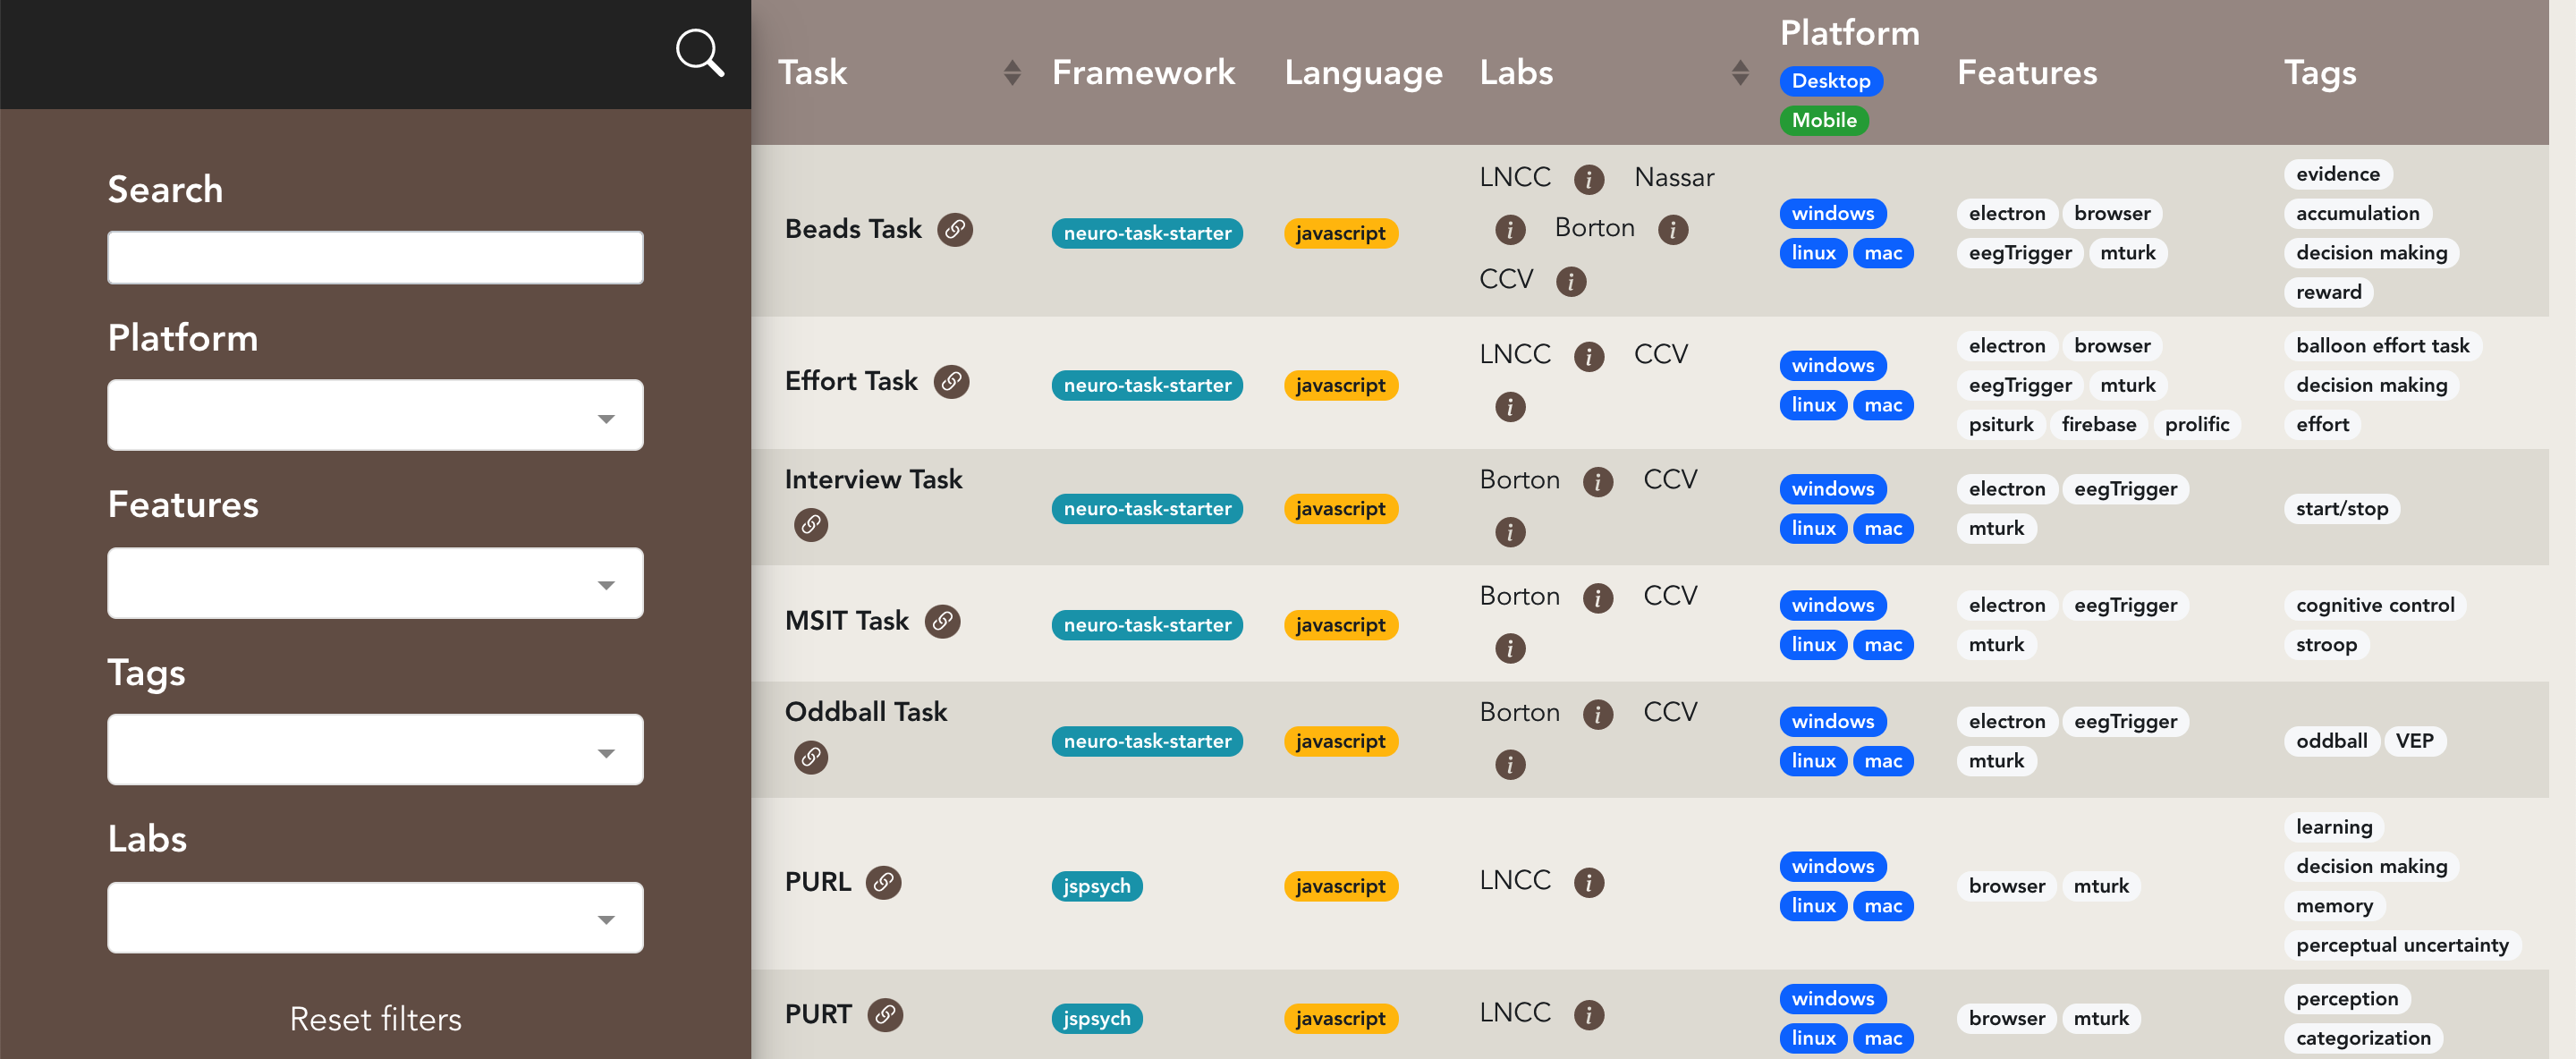 Search
Platform
Features
Tags
Labs
Reset filters
Task Framework Language Labs Platform Features Tags
Desktop
Mobile
Beads Task neuro-task-starter javascript
LNCC i Nassar
i Borton i
CCV i
windows
linux mac
electron browser
eegTrigger mturk
evidence
accumulation
decision making
reward
Effort Task neuro-task-starter javascript
LNCC i CCV
i
windows
linux mac
electron browser
eegTrigger mturk
psiturk firebase prolific
balloon effort task
decision making
effort
Interview Task neuro-task-starter javascript
Borton i CCV
i
windows
linux mac
electron eegTrigger
mturk
start/stop
MSIT Task neuro-task-starter javascript
Borton i CCV
i
windows
linux mac
electron eegTrigger
mturk
cognitive control
stroop
Oddball Task neuro-task-starter javascript
Borton i CCV
i
windows
linux mac
electron eegTrigger
mturk
oddball VEP
PURL jspsych javascript
LNCC i
windows
linux mac
browser mturk
learning
decision making
memory
perceptual uncertainty
PURT jspsych javascript
LNCC i
windows
linux mac
browser mturk
perception
categorization